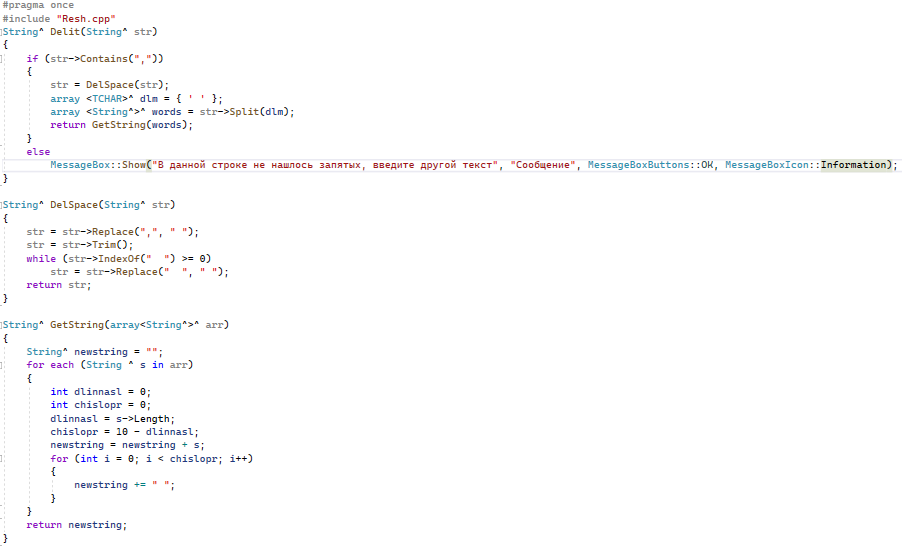 #pragma once
#include "Resh.cpp"
String^ Delit(String^ str)
{
    if (str->Contains(","))
    {
        str = DelSpace(str);
        array <TCHAR>^ dlm = { ' ' };
        array <String^>^ words = str->Split(dlm);
        return GetString(words);
    }
    else
        MessageBox::Show("В данной строке не нашлось запятых, введите другой текст", "Сообщение", MessageBoxButtons::OK, MessageBoxIcon::Information);
}
String^ DelSpace(String^ str)
{
    str = str->Replace(",", " ");
    str = str->Trim();
    while (str->IndexOf("  ") >= 0)
        str = str->Replace("  ", " ");
    return str;
}
String^ GetString(array<String^>^ arr)
{
    String^ newstring = "";
    for each (String ^ s in arr)
    {
        int dlinnasl = 0;
        int chislopr = 0;
        dlinnasl = s->Length;
        chislopr = 10 - dlinnasl;
        newstring = newstring + s;
        for (int i = 0; i < chislopr; i++)
        {
            newstring += " ";
        }
    }
    return newstring;
}